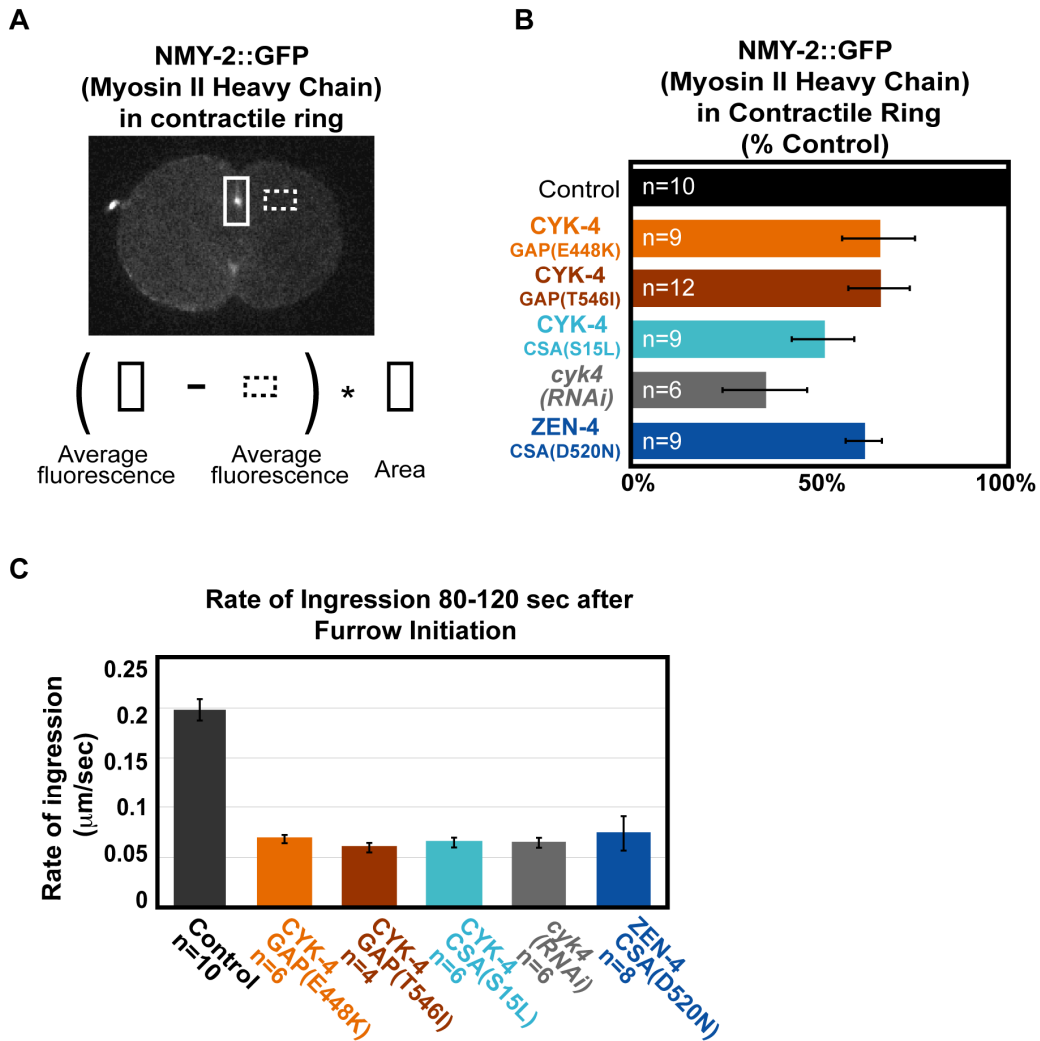 A
NMY-2::GFP
(Myosin II Heavy Chain)
in contractile ring
( − ) *
Average
fluorescence
Average
fluorescence
Area
B
NMY-2::GFP
(Myosin II Heavy Chain)
in Contractile Ring
(% Control)
Control
n=10
CYK-4
GAP(E448K)
n=9
CYK-4
GAP(T546I)
n=12
CYK-4
CSA(S15L)
n=9
cyk4
(RNAi)
n=6
ZEN-4
CSA(D520N)
n=9
0%
50%
100%
C
Rate of Ingression 80-120 sec after
Furrow Initiation
Rate of ingression
(μm/sec)
0.25
0.2
0.15
0.1
0.05
0
Control
n=10
CYK-4
GAP(E448K)
n=6
CYK-4
GAP(T546I)
n=4
CYK-4
CSA(S15L)
n=6
cyk4
(RNAi)
n=6
ZEN-4
CSA(D520N)
n=8